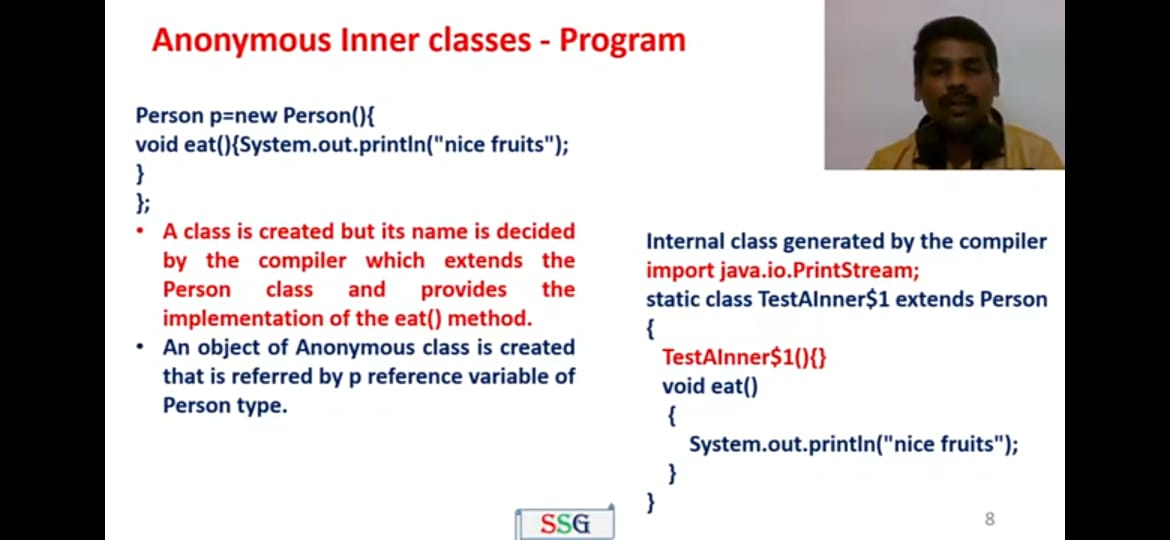 Anonymous Inner classes - Program
Person p=new Person(){
void eat(){System.out.println("nice fruits");
}
};
• A class is created but its name is decided
by the compiler which extends the
Person class and provides the
implementation of the eat() method.
• An object of Anonymous class is created
that is referred by p reference variable of
Person type.
Internal class generated by the compiler
import java.io.PrintStream;
static class TestAInner$1 extends Person
{
TestAInner$1(){}
void eat()
{
System.out.println("nice fruits");
}
}
SSG
8